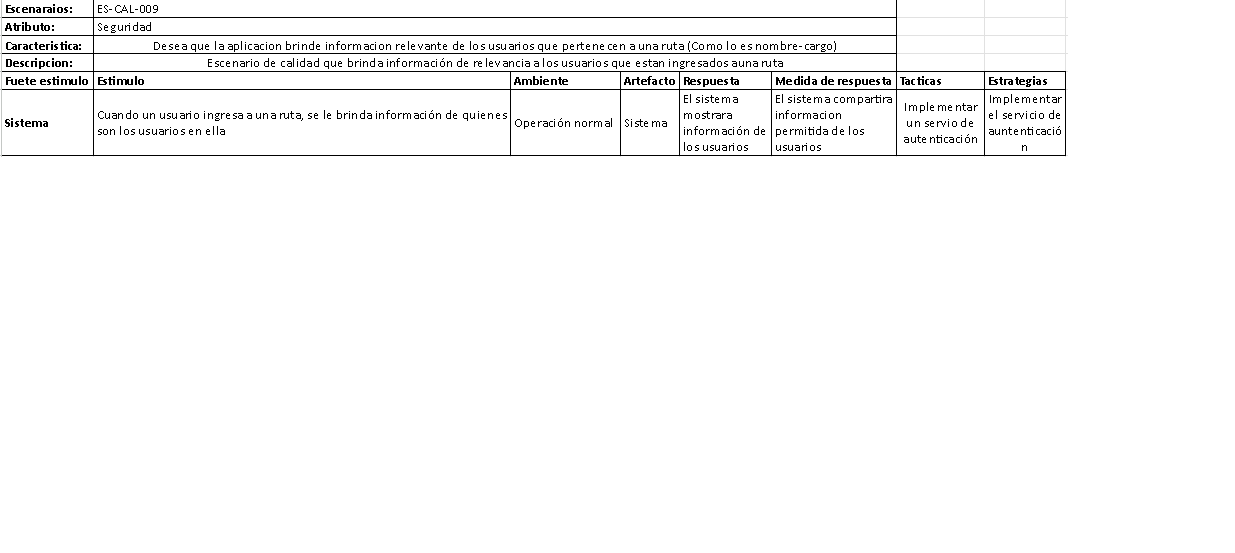 Escenaraios: ES-CAL-009
Atributo: Seguridad
Caracteristica: Desea que la aplicacion brinde informacion relevante de los usuarios que pertenecen a una ruta (Como lo es nombre-cargo)
Descripcion: Escenario de calidad que brinda información de relevancia a los usuarios que estan ingresados auna ruta
Fuete estimulo Estimulo Ambiente Artefacto Respuesta Medida de respuesta Tacticas Estrategias
Sistema
Cuando un usuario ingresa a una ruta, se le brinda información de quienes
son los usuarios en ella
Operación normal
Sistema
El sistema
mostrara
información de
los usuarios
El sistema compartira
informacion
permitida de los
usuarios
Implementar
un servio de
autenticación
Implementar
el servicio de
auntenticació
n